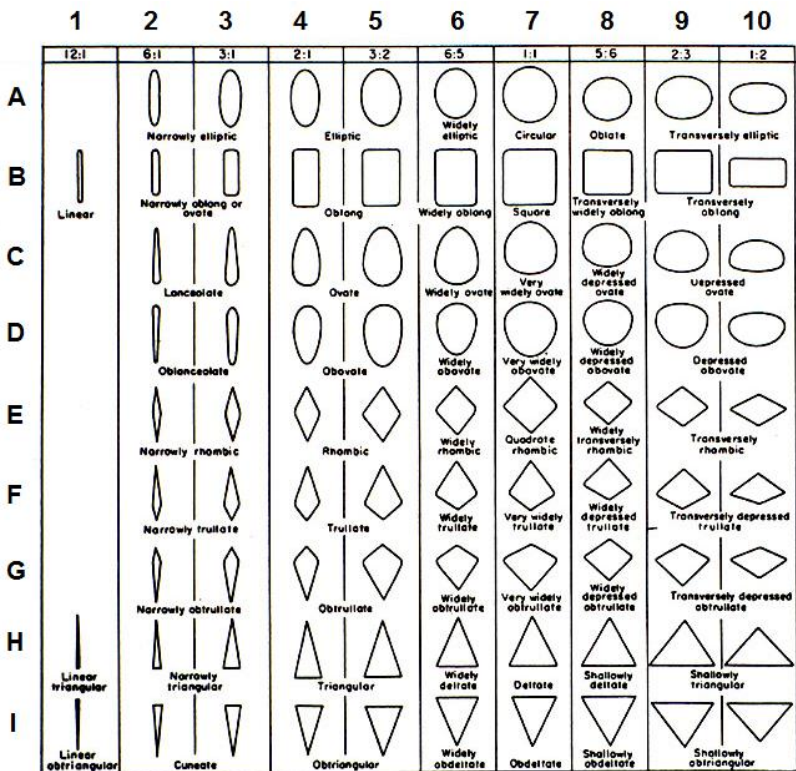 1 2 3 4 5 6 7 8 9 10
12:1 6:1 3:1 2:1 3:2 6:5 1:1 5:6 2:3 1:2
A
Narrowly elliptic Elliptic Widely Circular Oblate Transversely elliptic
elliptic
B
Linear Narrowly oblong or Oblong Widely oblong Square Transversely Transversely
ovate widely oblong oblong
C
Lanceolate Ovate Widely ovate Very Widely Depressed
widely ovate depressed ovate
ovate
D
Oblanceolate Obovate Widely Very widely Widely Depressed
obovate obovate depressed obovate
obovate
E
Narrowly rhombic Rhombic Widely Quadrate Widely Transversely
rhombic rhombic transversely rhombic
rhombic
F
Narrowly trullate Trullate Widely Very widely Widely Transversely depressed
trullate trullate depressed trullate
trullate
G
Narrowly obtrullate Obtrullate Widely Very widely Widely Transversely depressed
obtrullate obtrullate depressed obtrullate
obtrullate
H
Linear Narrowly Triangular Widely Deltate Shallowly Shallowly
triangular triangular deltate deltate triangular
I
Linear Cuneate Obtriangular Widely Obdeltate Shallowly Shallowly
obtriangular obdeltate obdeltate obtriangular